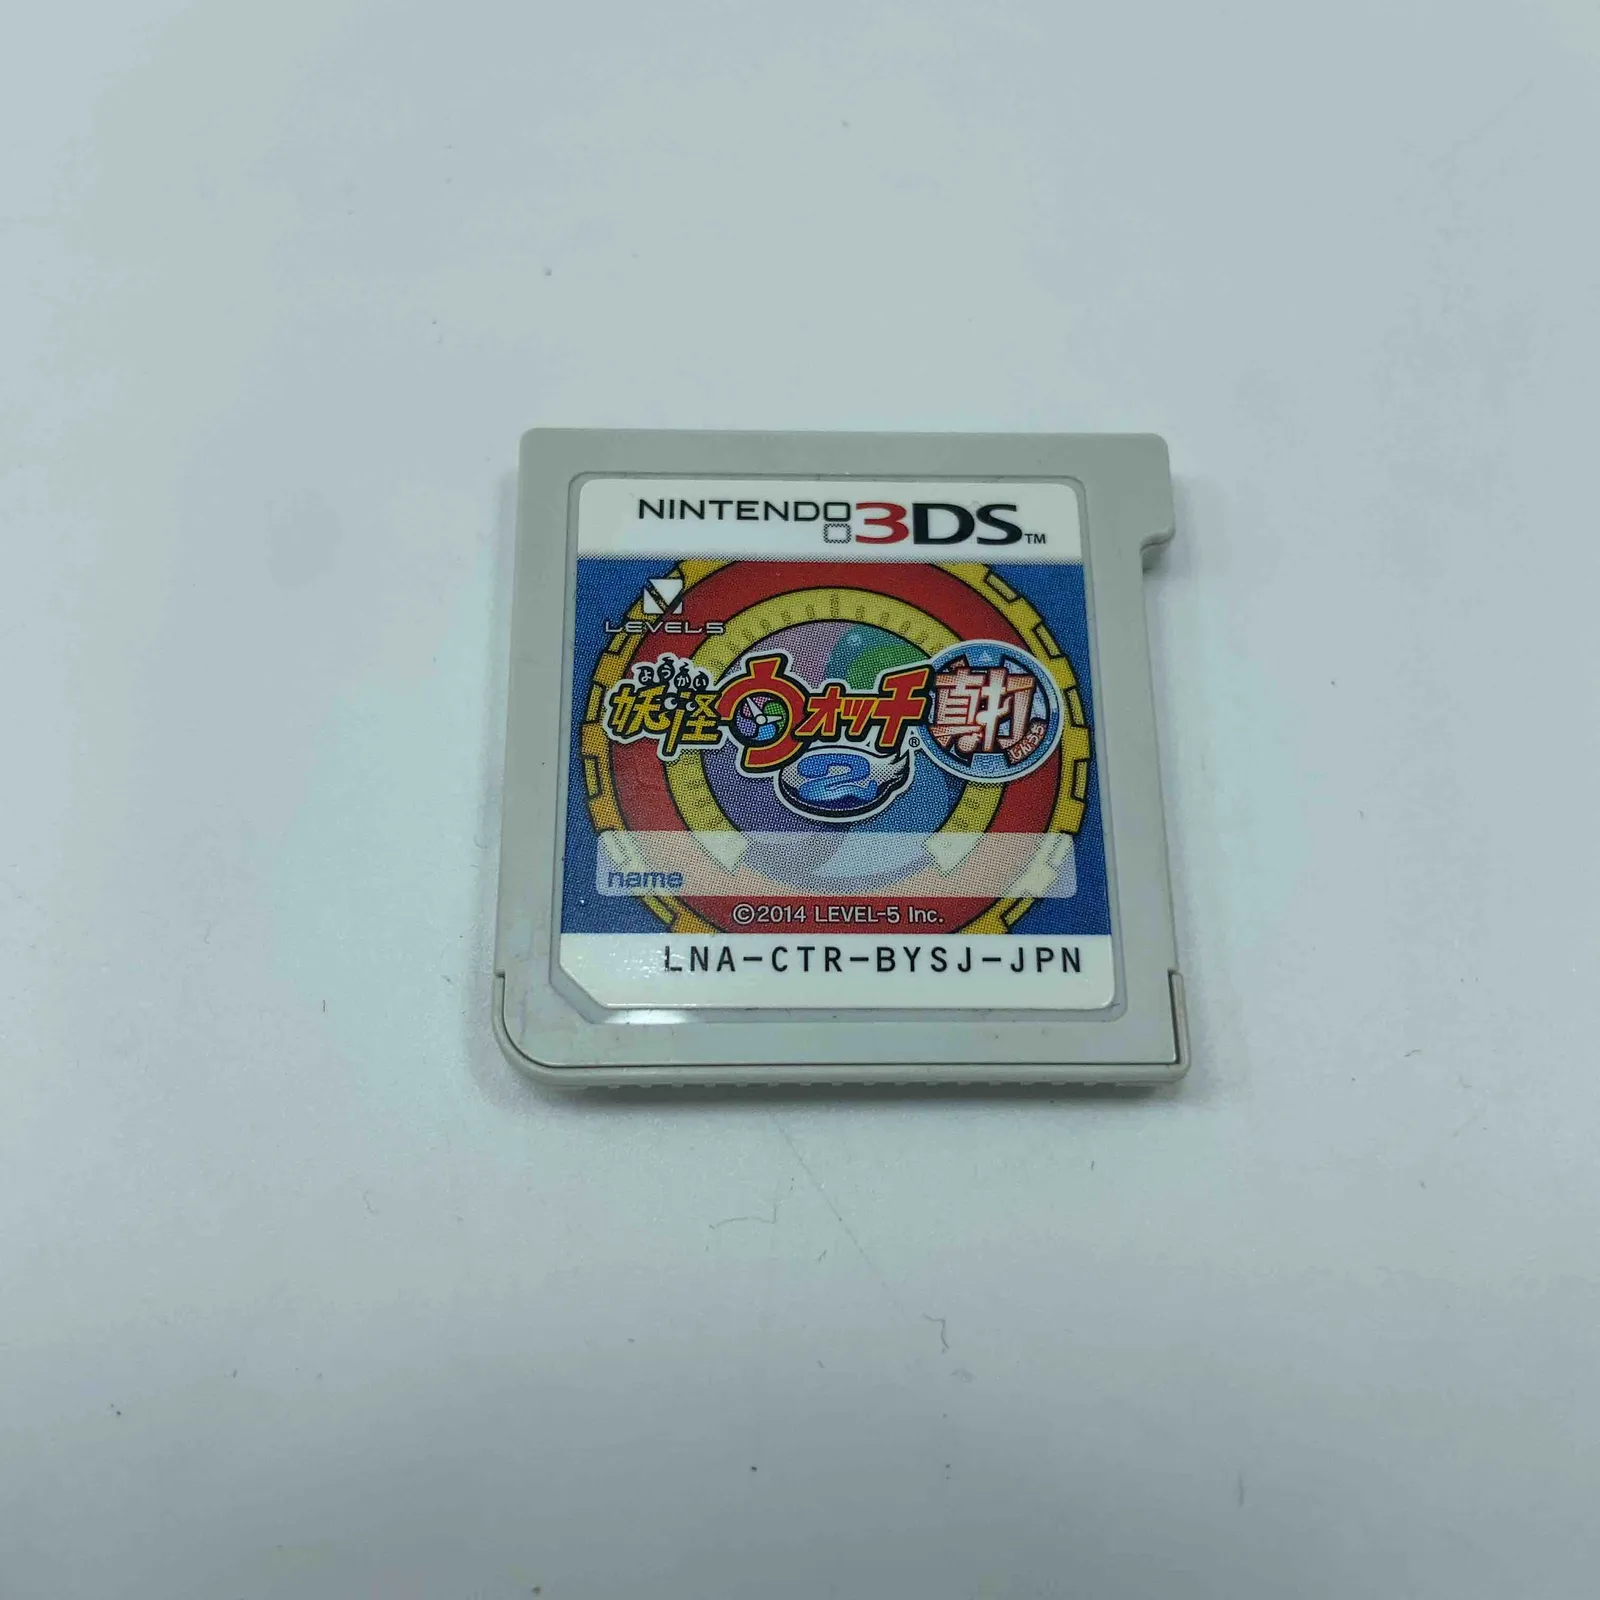 NINTENDO 3DS™
LEVEL5
ようかい
妖怪ウォッチ® 真打
しんうち
2
name
©2014 LEVEL-5 Inc.
LNA-CTR-BYSJ-JPN